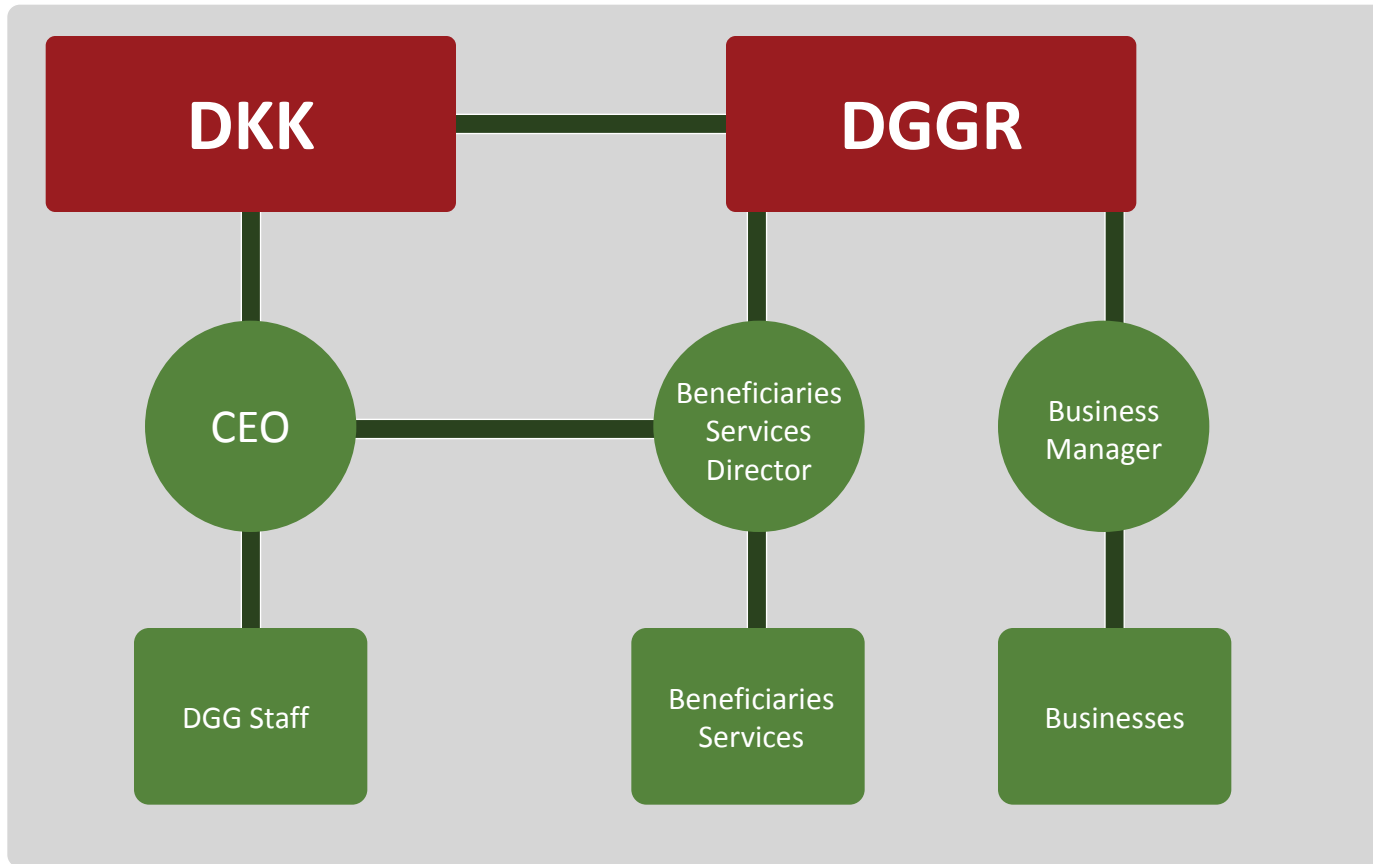 DKK
DGGR
CEO
Beneficiaries
Services
Director
Business
Manager
DGG Staff
Beneficiaries
Services
Businesses